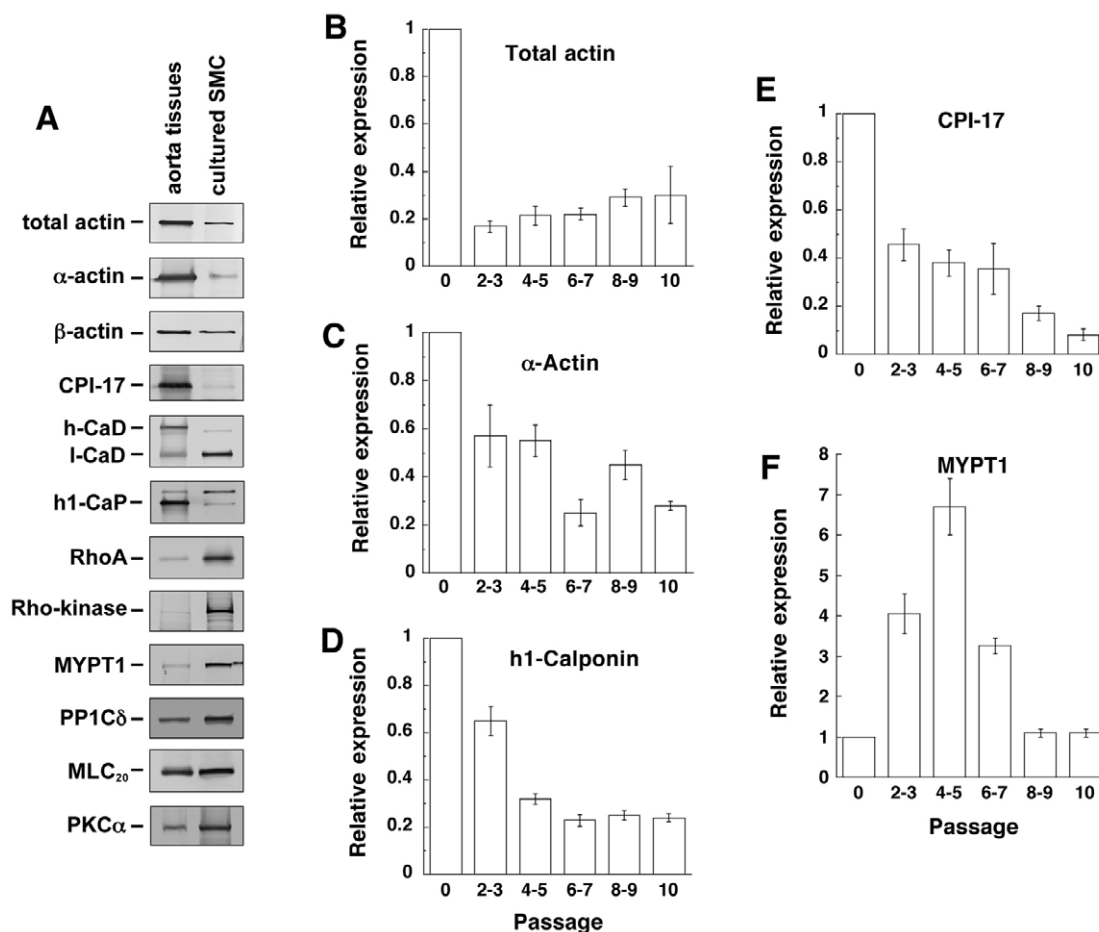 A
aorta tissues
cultured SMC
total actin
α-actin
β-actin
CPI-17
h-CaD
l-CaD
h1-CaP
RhoA
Rho-kinase
MYPT1
PP1Cδ
MLC₂₀
PKCα
B
Total actin
Relative expression
1
0.8
0.6
0.4
0.2
0
0 2-3 4-5 6-7 8-9 10
C
α-Actin
Relative expression
1
0.8
0.6
0.4
0.2
0
0 2-3 4-5 6-7 8-9 10
D
h1-Calponin
Relative expression
1
0.8
0.6
0.4
0.2
0
0 2-3 4-5 6-7 8-9 10
Passage
E
CPI-17
Relative expression
1
0.8
0.6
0.4
0.2
0
0 2-3 4-5 6-7 8-9 10
F
MYPT1
Relative expression
8
7
6
5
4
3
2
1
0
0 2-3 4-5 6-7 8-9 10
Passage